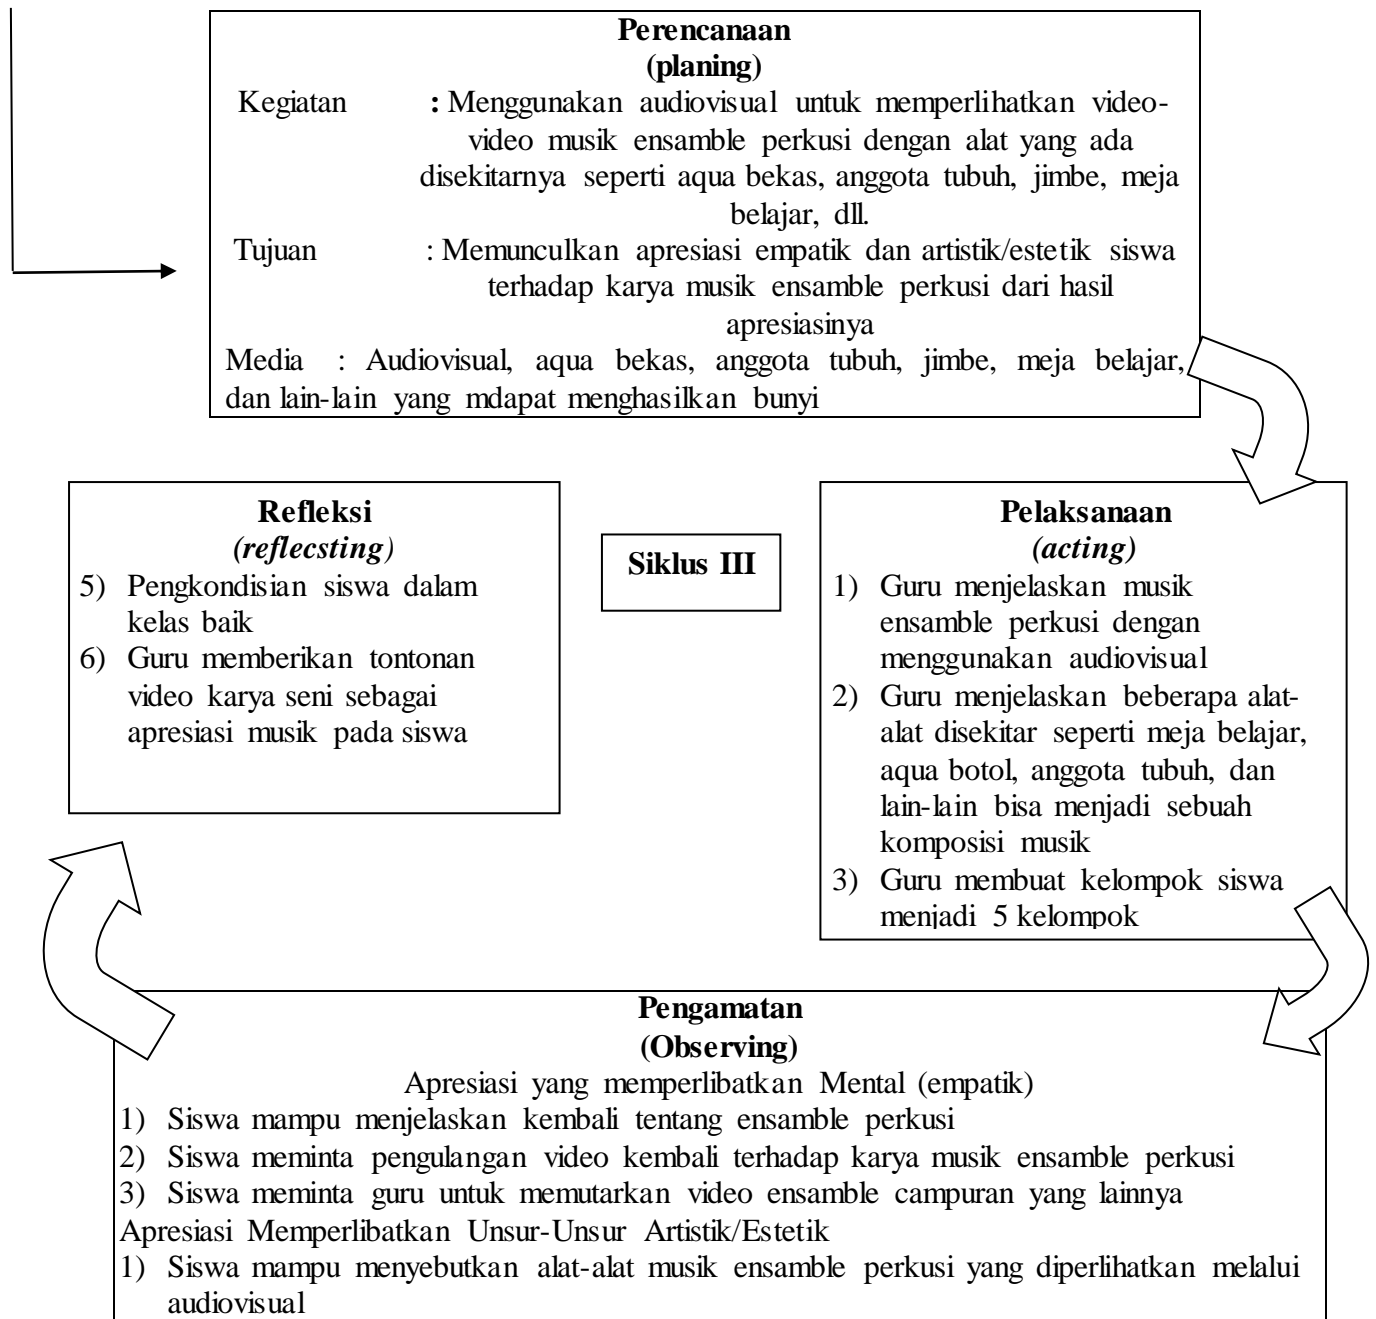 Perencanaan
(planing)
Kegiatan : Menggunakan audiovisual untuk memperlihatkan video-
video musik ensamble perkusi dengan alat yang ada
disekitarnya seperti aqua bekas, anggota tubuh, jimbe, meja
belajar, dll.
Tujuan : Memunculkan apresiasi empatik dan artistik/estetik siswa
terhadap karya musik ensamble perkusi dari hasil
apresiasinya
Media : Audiovisual, aqua bekas, anggota tubuh, jimbe, meja belajar,
dan lain-lain yang mdapat menghasilkan bunyi
Refleksi
(reflecsting)
5) Pengkondisian siswa dalam
kelas baik
6) Guru memberikan tontonan
video karya seni sebagai
apresiasi musik pada siswa
Siklus III
Pelaksanaan
(acting)
1) Guru menjelaskan musik
ensamble perkusi dengan
menggunakan audiovisual
2) Guru menjelaskan beberapa alat-
alat disekitar seperti meja belajar,
aqua botol, anggota tubuh, dan
lain-lain bisa menjadi sebuah
komposisi musik
3) Guru membuat kelompok siswa
menjadi 5 kelompok
Pengamatan
(Observing)
Apresiasi yang memperlibatkan Mental (empatik)
1) Siswa mampu menjelaskan kembali tentang ensamble perkusi
2) Siswa meminta pengulangan video kembali terhadap karya musik ensamble perkusi
3) Siswa meminta guru untuk memutarkan video ensamble campuran yang lainnya
Apresiasi Memperlibatkan Unsur-Unsur Artistik/Estetik
1) Siswa mampu menyebutkan alat-alat musik ensamble perkusi yang diperlihatkan melalui
audiovisual